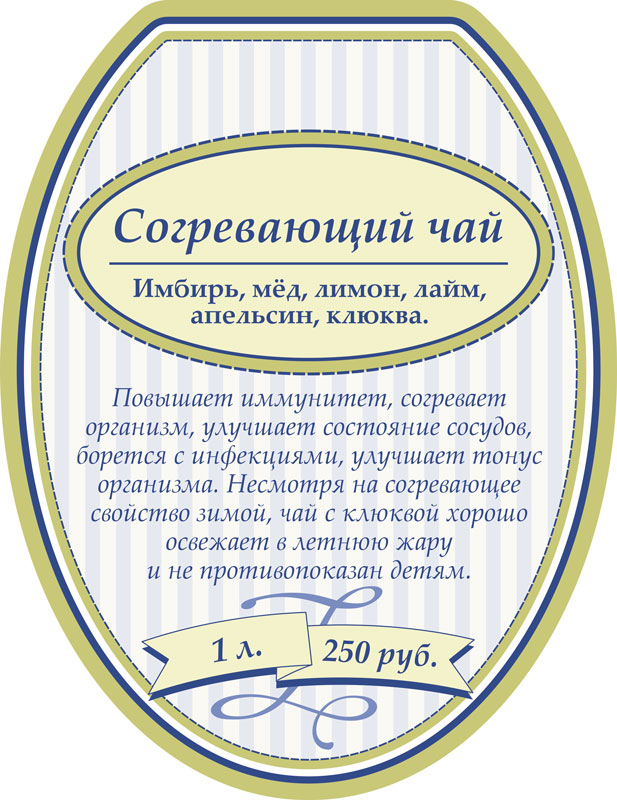 Согревающий чай
Имбирь, мёд, лимон, лайм,
апельсин, клюква.
Повышает иммунитет, согревает
организм, улучшает состояние сосудов,
борется с инфекциями, улучшает тонус
организма. Несмотря на согревающее
свойство зимой, чай с клюквой хорошо
освежает в летнюю жару
и не противопоказан детям.
1 л. 250 руб.